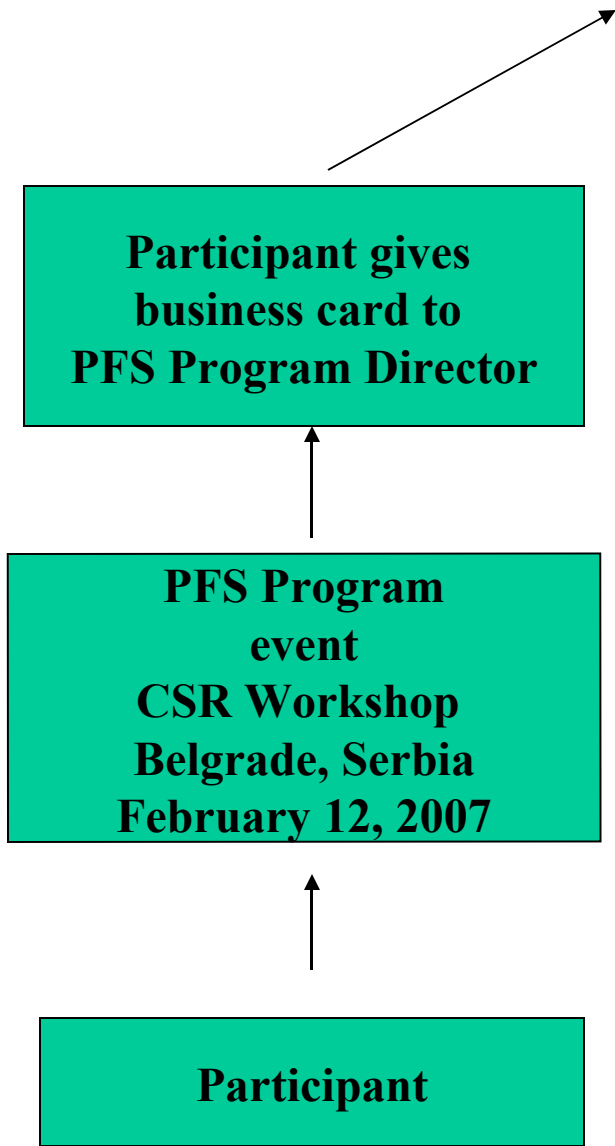 Participant gives
business card to
PFS Program Director
PFS Program
event
CSR Workshop
Belgrade, Serbia
February 12, 2007
Participant